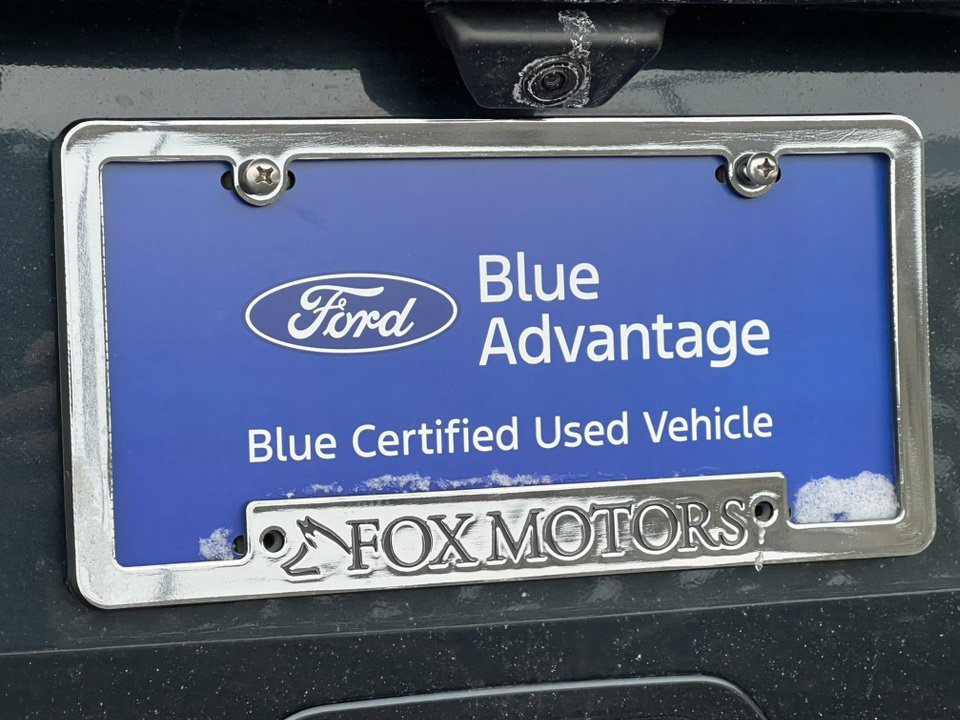 Ford
Blue
Advantage
Blue Certified Used Vehicle
FOX MOTORS